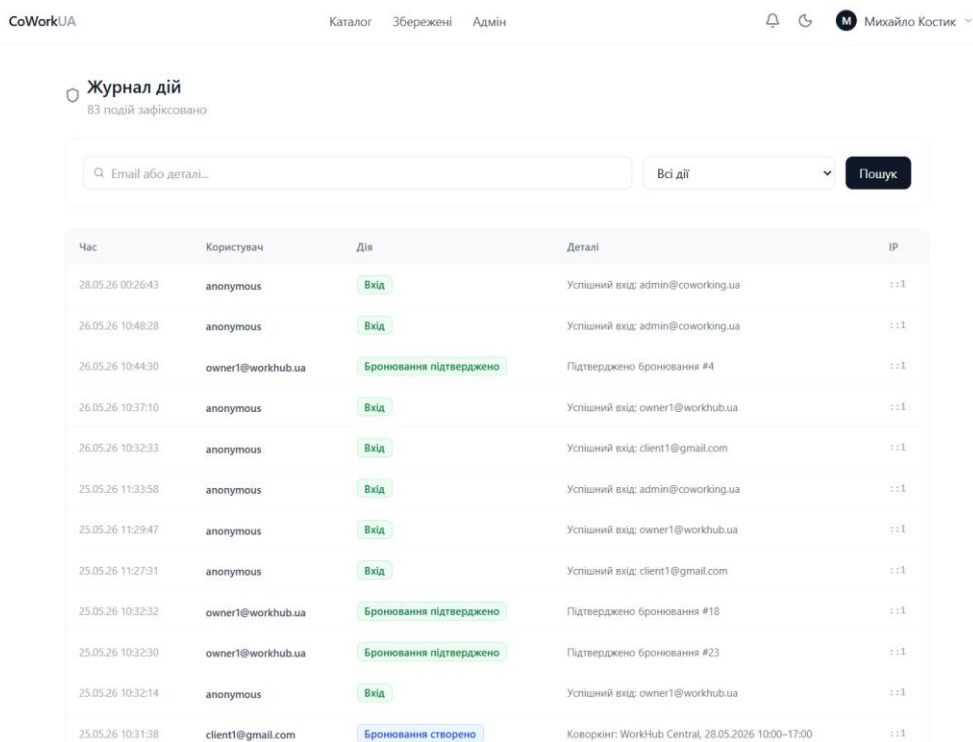 CoWorkUA Каталог Збережені Адмін М Михайло Костик
Журнал дій
83 подій зафіксовано
Email або деталі... Всі дії Пошук
Час Користувач Дія Деталі IP
28.05.26 00:26:43 anonymous Вхід Успішний вхід: admin@coworking.ua ::1
26.05.26 10:48:28 anonymous Вхід Успішний вхід: admin@coworking.ua ::1
26.05.26 10:44:30 owner1@workhub.ua Бронювання підтверджено Підтверджено бронювання #4 ::1
26.05.26 10:37:10 anonymous Вхід Успішний вхід: owner1@workhub.ua ::1
26.05.26 10:32:33 anonymous Вхід Успішний вхід: client1@gmail.com ::1
25.05.26 11:33:58 anonymous Вхід Успішний вхід: admin@coworking.ua ::1
25.05.26 11:29:47 anonymous Вхід Успішний вхід: owner1@workhub.ua ::1
25.05.26 11:27:31 anonymous Вхід Успішний вхід: client1@gmail.com ::1
25.05.26 10:32:32 owner1@workhub.ua Бронювання підтверджено Підтверджено бронювання #18 ::1
25.05.26 10:32:30 owner1@workhub.ua Бронювання підтверджено Підтверджено бронювання #23 ::1
25.05.26 10:32:14 anonymous Вхід Успішний вхід: owner1@workhub.ua ::1
25.05.26 10:31:38 client1@gmail.com Бронювання створено Коворкінг: WorkHub Central, 28.05.2026 10:00–17:00 ::1